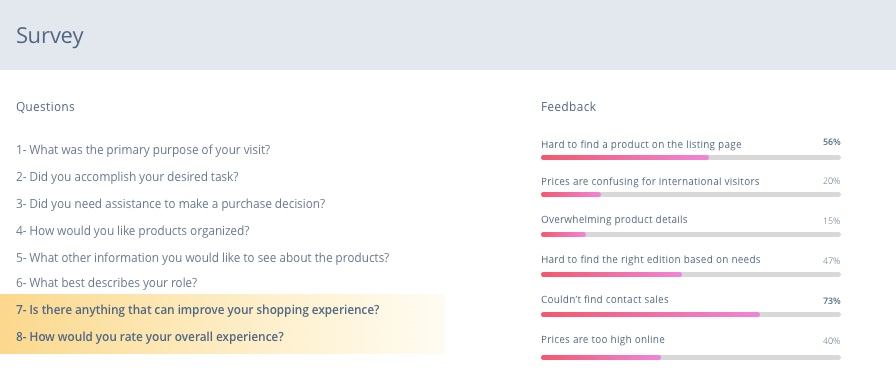 Survey
Questions
1- What was the primary purpose of your visit?
2- Did you accomplish your desired task?
3- Did you need assistance to make a purchase decision?
4- How would you like products organized?
5- What other information you would like to see about the products?
6- What best describes your role?
7- Is there anything that can improve your shopping experience?
8- How would you rate your overall experience?
Feedback
Hard to find a product on the listing page 56%
Prices are confusing for international visitors 20%
Overwhelming product details 15%
Hard to find the right edition based on needs 47%
Couldn't find contact sales 73%
Prices are too high online 40%